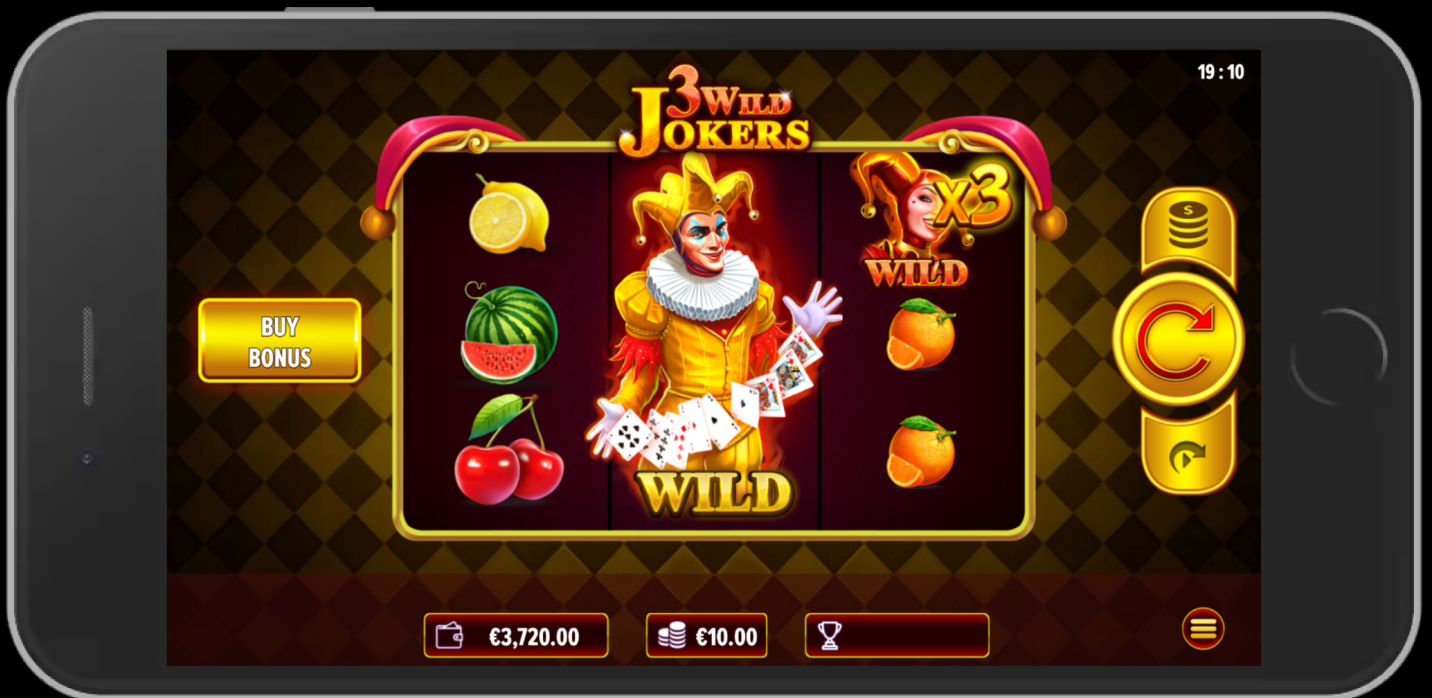 19:10
3 WILD
JOKERS
x3
WILD
BUY
BONUS
WILD
€3,720.00
€10.00